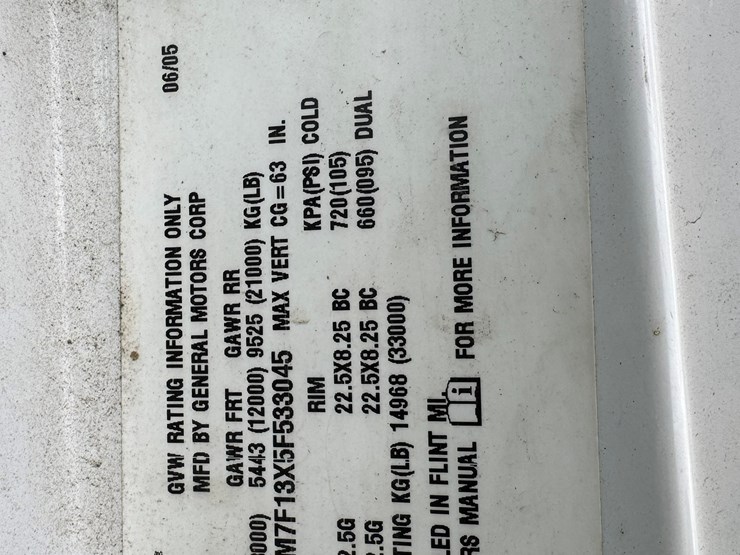 GVW RATING INFORMATION ONLY 06/05
MFD BY GENERAL MOTORS CORP
GAWR FRT GAWR RR
000) 5443 (12000) 9525 (21000) KG(LB)
M7F13X5F533045 MAX VERT CG=63 IN.
RIM KPA(PSI) COLD
2.5G 22.5X8.25 BC 720(105)
2.5G 22.5X8.25 BC 660(095) DUAL
TING KG(LB) 14968 (33000)
LED IN FLINT MI
RS MANUAL i FOR MORE INFORMATION